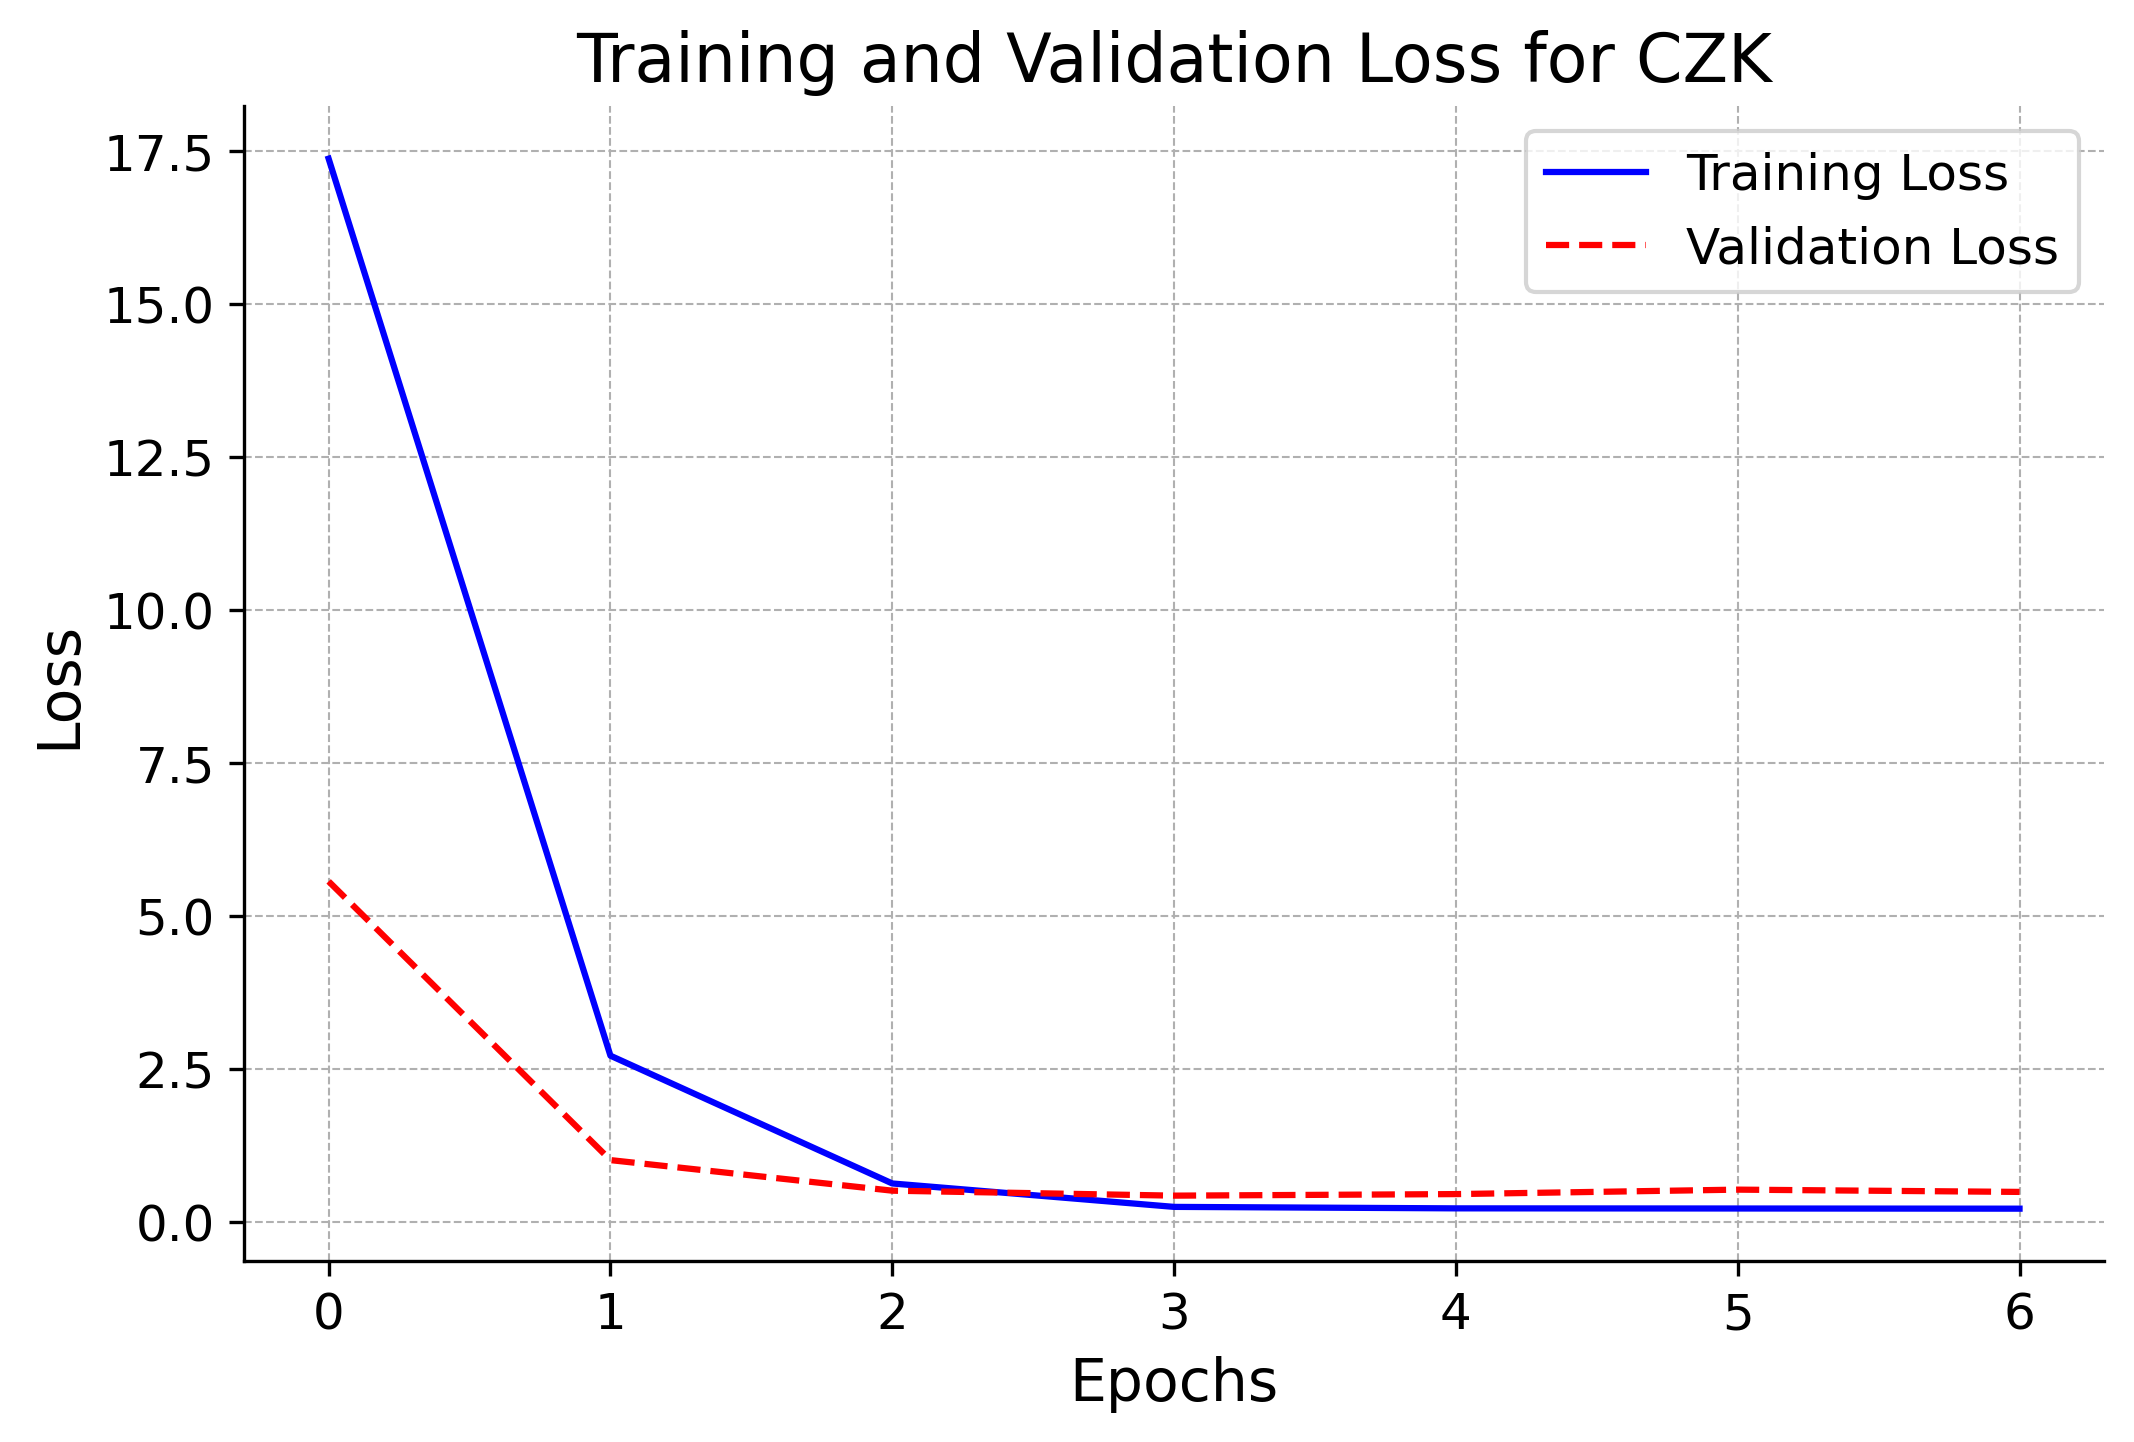 Training and Validation Loss for CZK
17.5
15.0
12.5
10.0
7.5
5.0
2.5
0.0
Loss
Training Loss
Validation Loss
0 1 2 3 4 5 6
Epochs